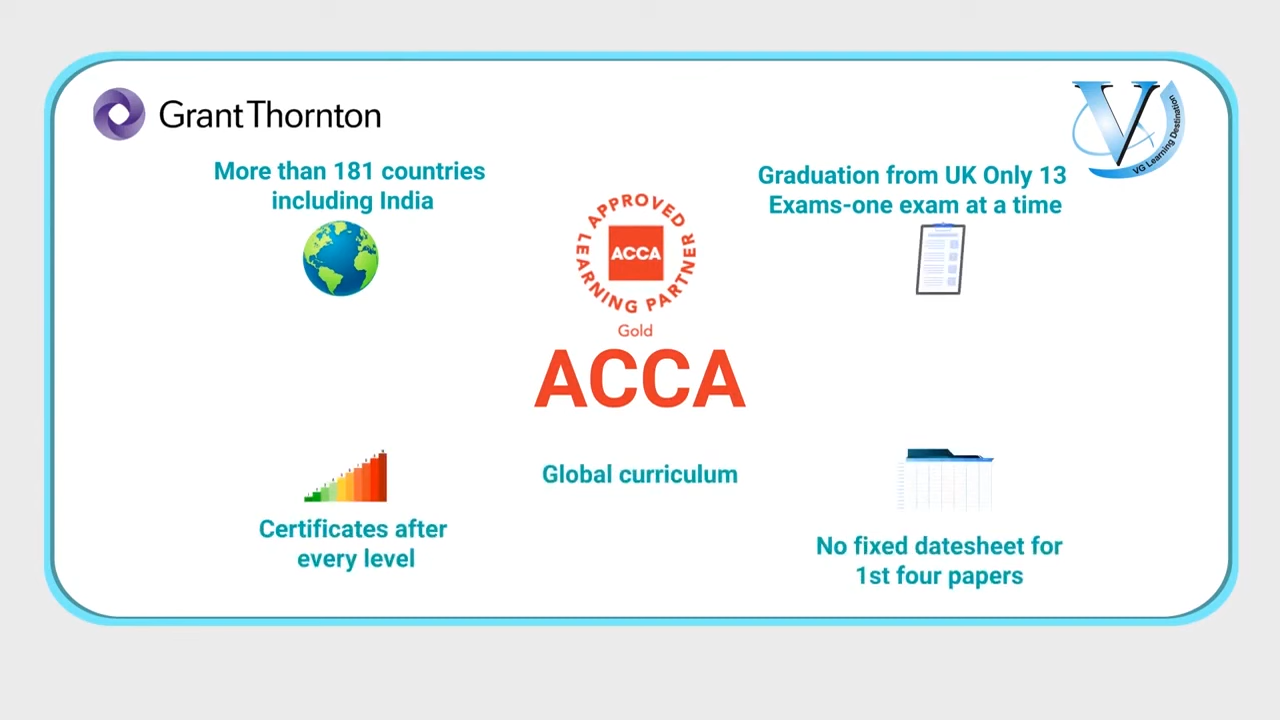 Grant Thornton
VG Learning Destination
More than 181 countries
including India
Graduation from UK Only 13
Exams-one exam at a time
APPROVED
LEARNING PARTNER
ACCA
Gold
ACCA
Global curriculum
Certificates after
every level
No fixed datesheet for
1st four papers